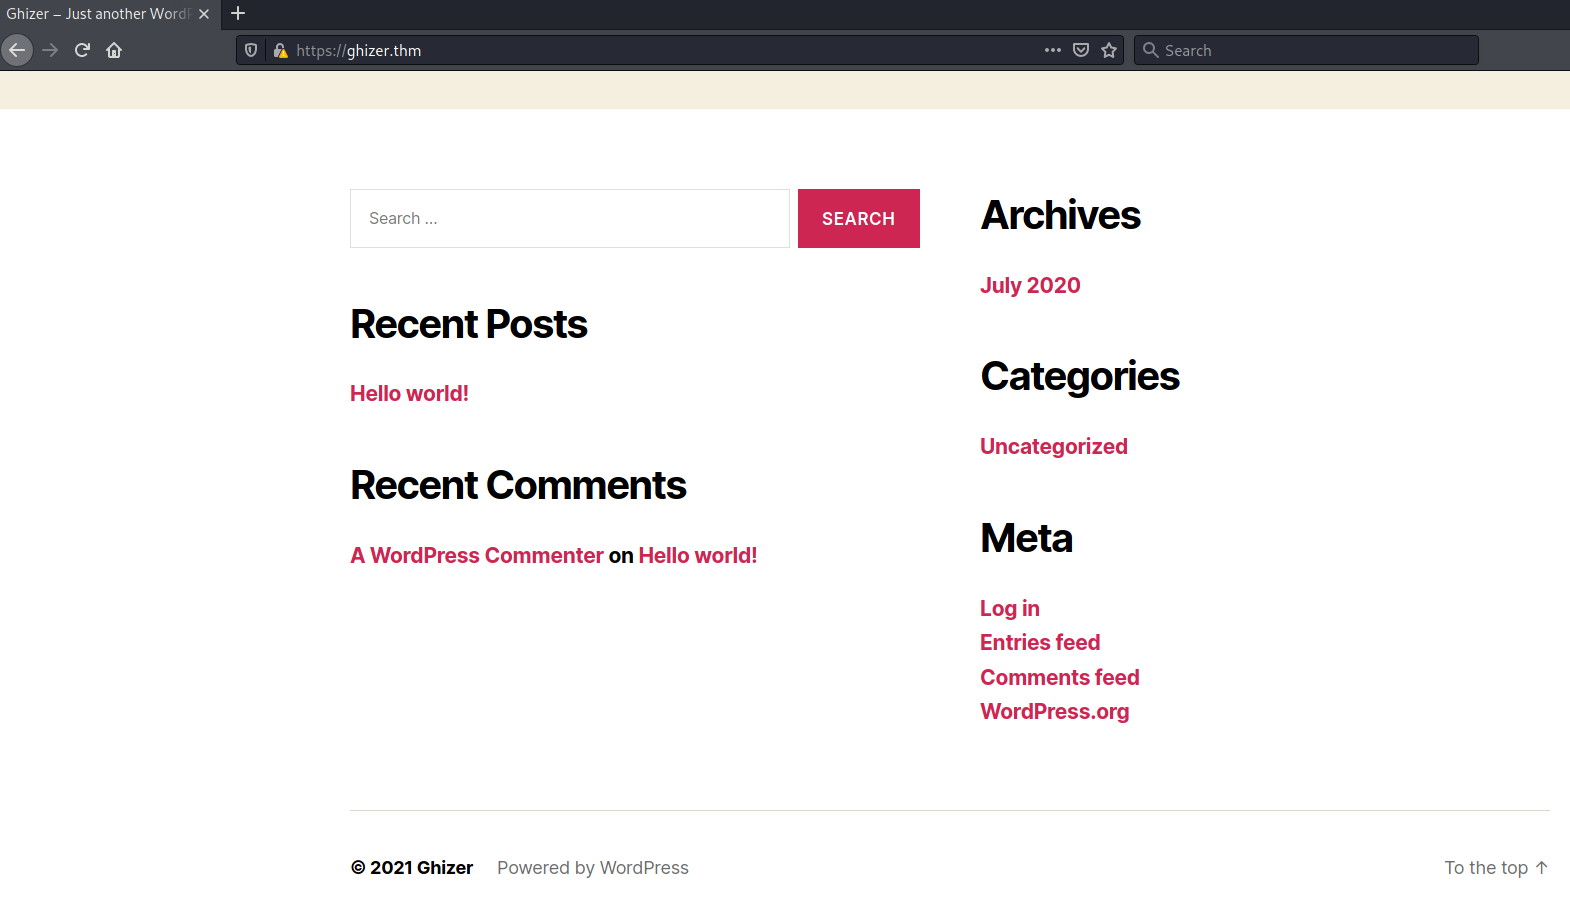 Ghizer – Just another WordP
https://ghizer.thm
Search
Search …
SEARCH
Recent Posts
Hello world!
Recent Comments
A WordPress Commenter on Hello world!
Archives
July 2020
Categories
Uncategorized
Meta
Log in
Entries feed
Comments feed
WordPress.org
© 2021 Ghizer Powered by WordPress
To the top ↑